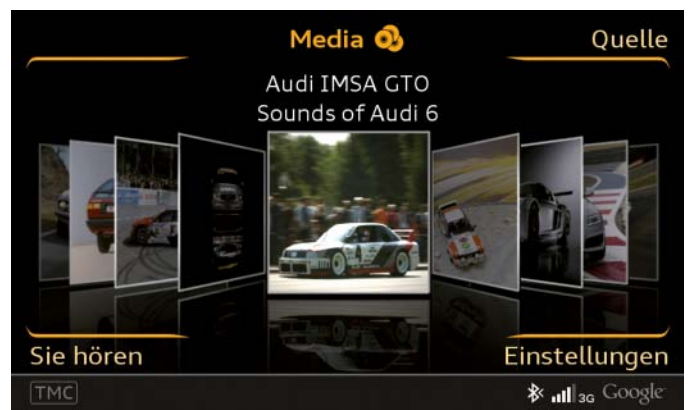 Media
Quelle
Audi IMSA GTO
Sounds of Audi 6
Sie hören
Einstellungen
TMC
3G Google